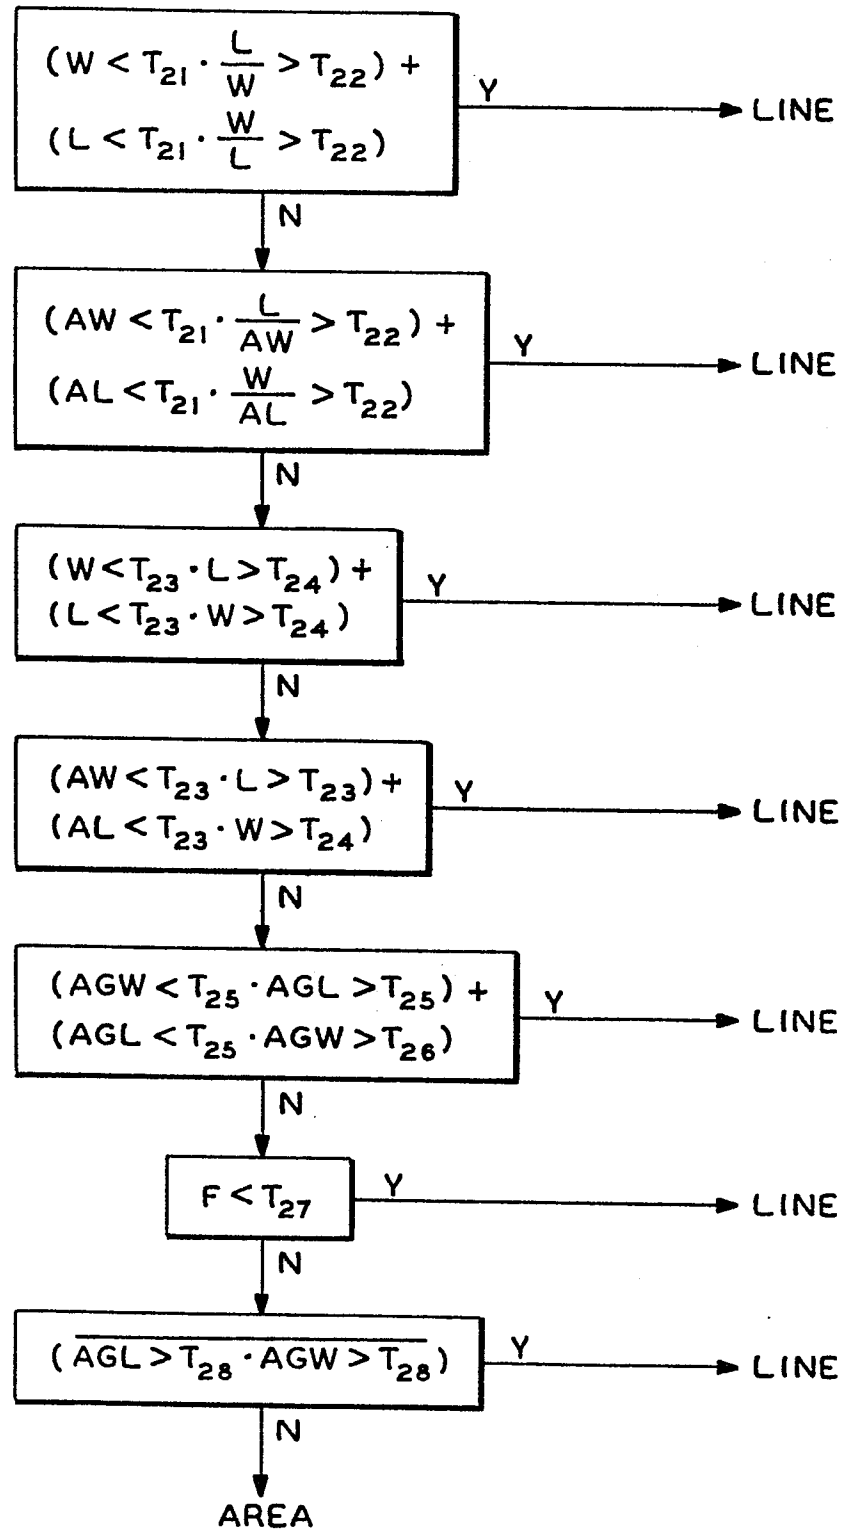 (W < T21 · L/W > T22) +
(L < T21 · W/L > T22)
Y
LINE
N
(AW < T21 · L/AW > T22) +
(AL < T21 · W/AL > T22)
Y
LINE
N
(W < T23 · L > T24) +
(L < T23 · W > T24)
Y
LINE
N
(AW < T23 · L > T23) +
(AL < T23 · W > T24)
Y
LINE
N
(AGW < T25 · AGL > T25) +
(AGL < T25 · AGW > T26)
Y
LINE
N
F < T27
Y
LINE
N
(AGL > T28 · AGW > T28)
Y
LINE
N
AREA